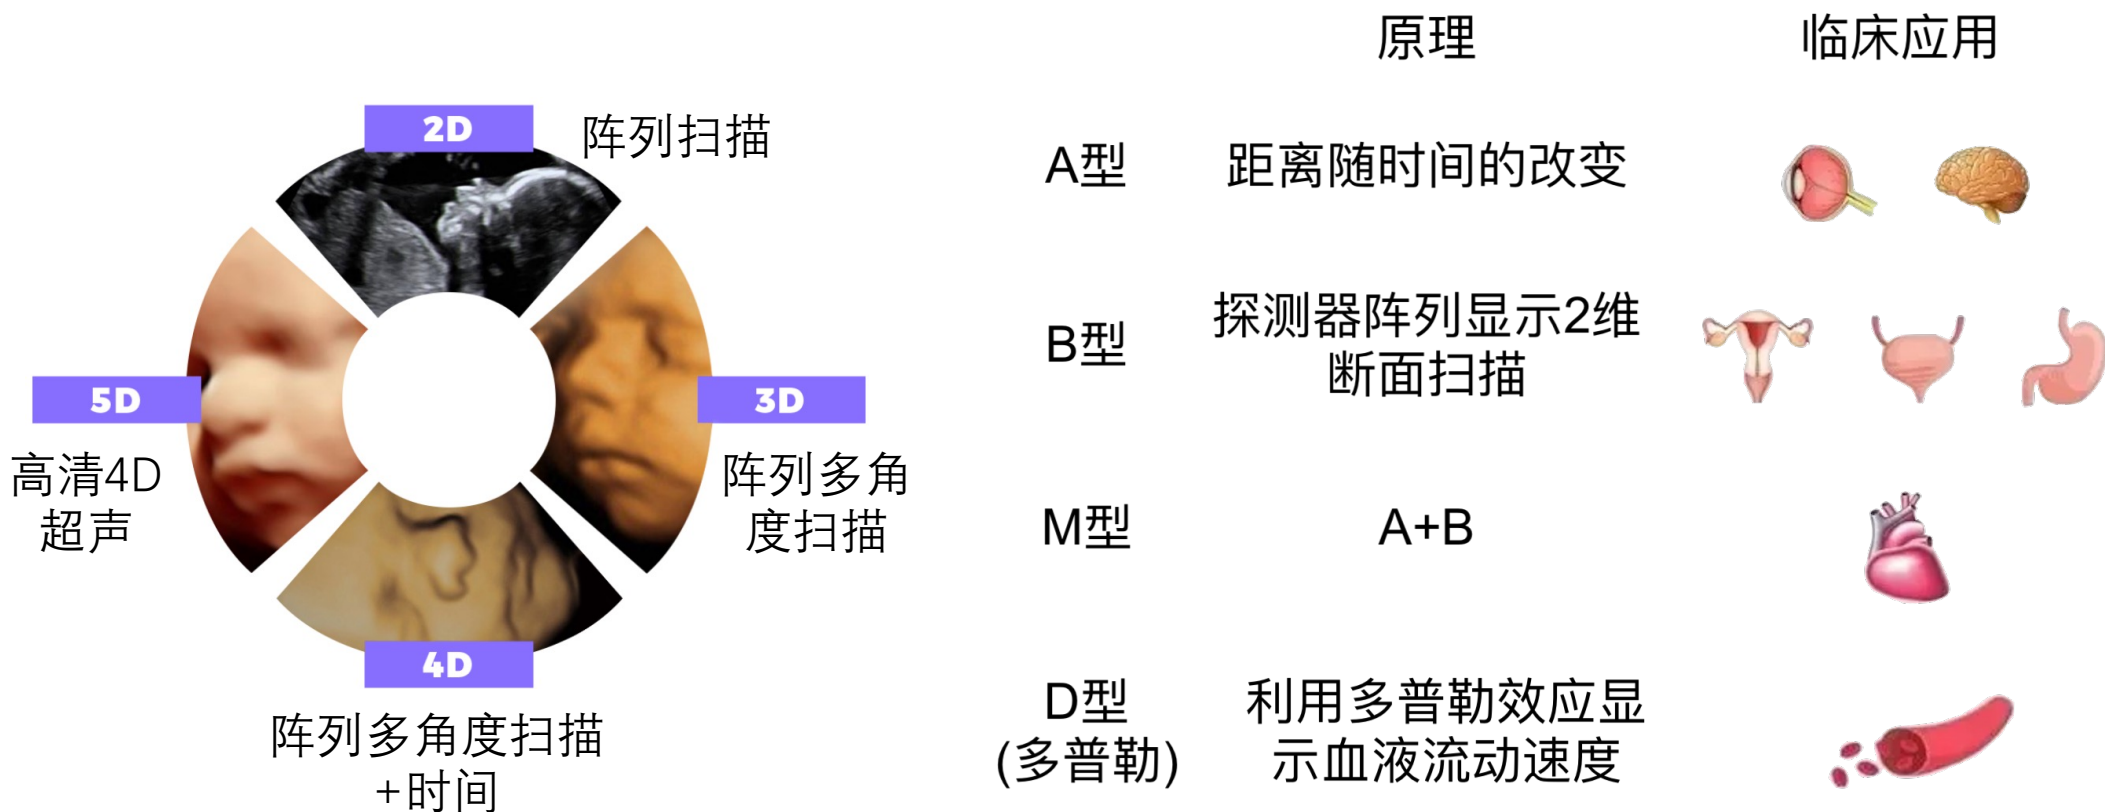 2D
阵列扫描
5D
高清4D
超声
3D
阵列多角
度扫描
4D
阵列多角度扫描
+时间
原理
临床应用
A型
距离随时间的改变
B型
探测器阵列显示2维
断面扫描
M型
A+B
D型
(多普勒)
利用多普勒效应显
示血液流动速度